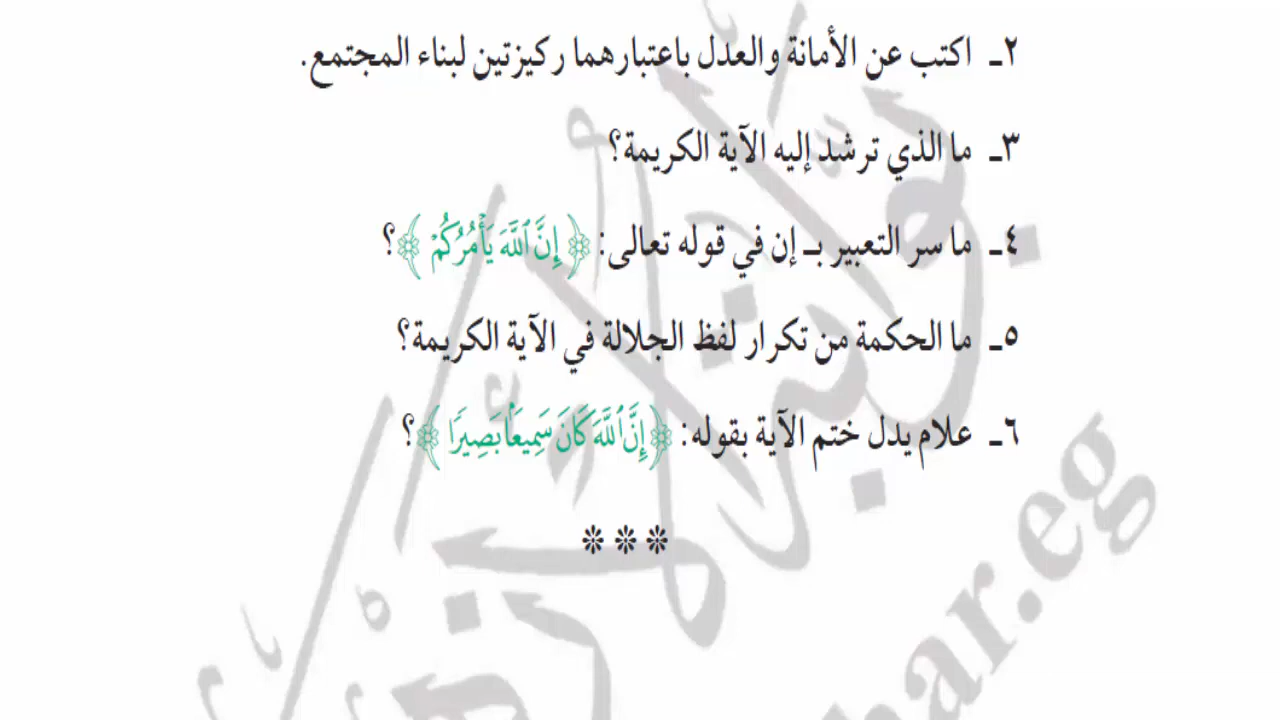 ٢ـ اكتب عن الأمانة والعدل باعتبارهما ركيزتين لبناء المجتمع.
٣ـ ما الذي ترشد إليه الآية الكريمة؟
٤ـ ما سر التعبير بـ إن في قوله تعالى: ﴿إِنَّ ٱللَّهَ يَأْمُرُكُمْ﴾؟
٥ـ ما الحكمة من تكرار لفظ الجلالة في الآية الكريمة؟
٦ـ علام يدل ختم الآية بقوله: ﴿إِنَّ ٱللَّهَ كَانَ سَمِيعَۢا بَصِيرٗا﴾؟
***
har.eg